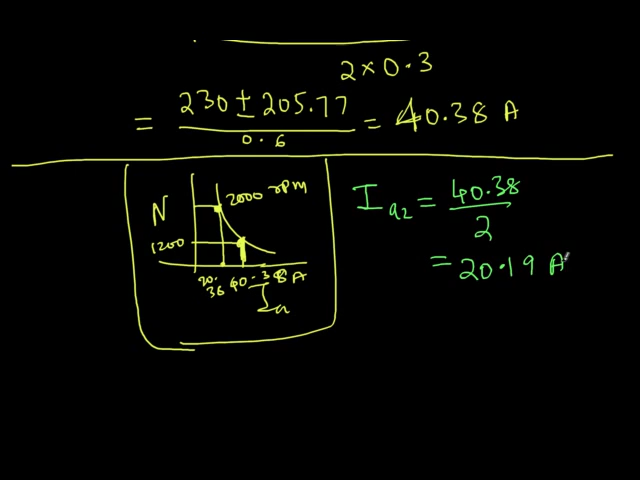 2 × 0.3
= 230 ± 205.77 / 0.6 = 40.38 A
N
2000 rpm
1200
20.36 40.38 A
Ia
Ia2 = 40.38 / 2
= 20.19 A